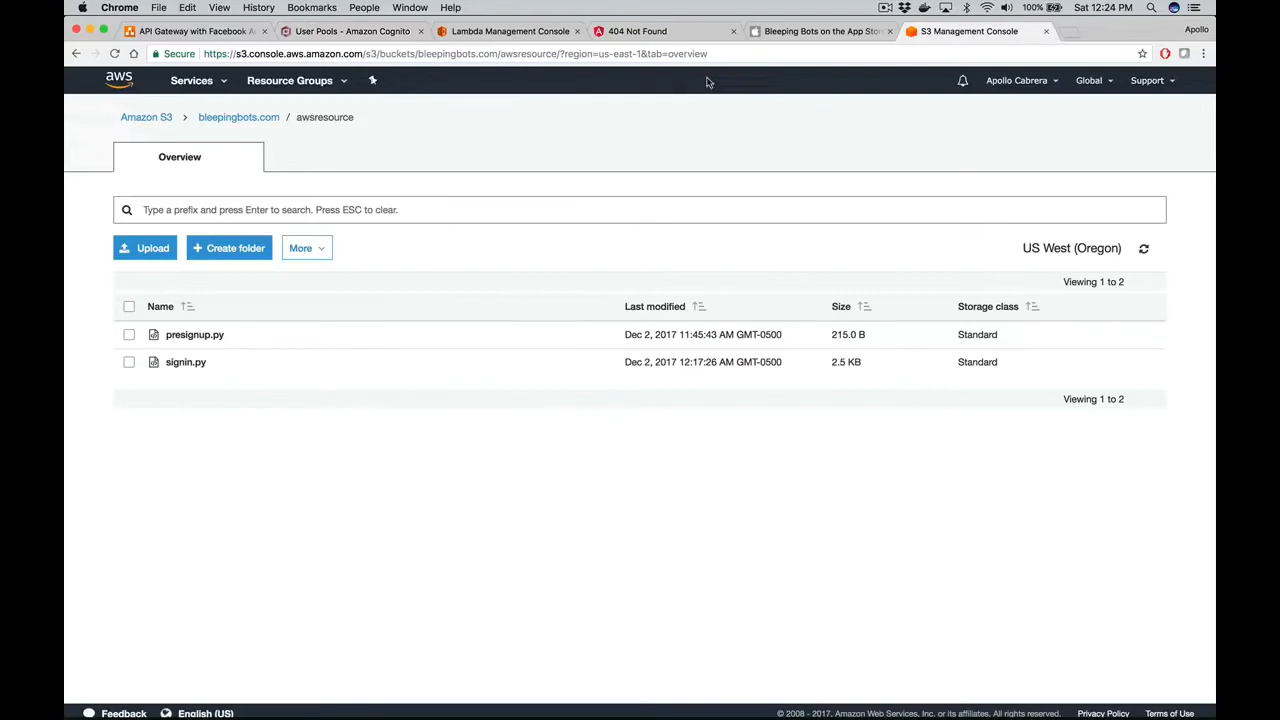 Chrome File Edit View History Bookmarks People Window Help 100% Sat 12:24 PM
API Gateway with Facebook A User Pools - Amazon Cognito Lambda Management Console 404 Not Found Bleeping Bots on the App Stor S3 Management Console Apollo
Secure https://s3.console.aws.amazon.com/s3/buckets/bleepingbots.com/awsresource/?region=us-east-1&tab=overview
aws Services Resource Groups Apollo Cabrera Global Support
Amazon S3 > bleepingbots.com / awsresource
Overview
Type a prefix and press Enter to search. Press ESC to clear.
Upload + Create folder More US West (Oregon)
Viewing 1 to 2
Name Last modified Size Storage class
presignup.py Dec 2, 2017 11:45:43 AM GMT-0500 215.0 B Standard
signin.py Dec 2, 2017 12:17:26 AM GMT-0500 2.5 KB Standard
Viewing 1 to 2
Feedback English (US) © 2008 - 2017, Amazon Web Services, Inc. or its affiliates. All rights reserved. Privacy Policy Terms of Use